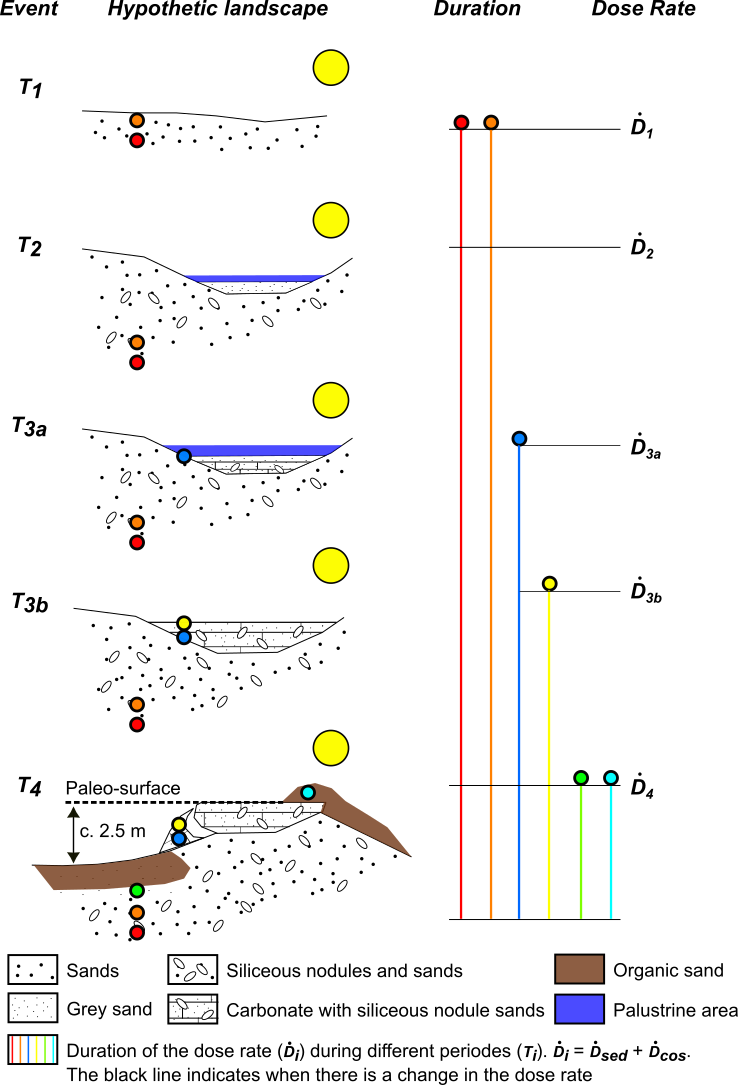 Event Hypothetic landscape Duration Dose Rate
T1
Ḋ1
T2
Ḋ2
T3a
Ḋ3a
T3b
Ḋ3b
T4
Paleo-surface
Ḋ4
c. 2.5 m
Sands
Siliceous nodules and sands
Organic sand
Grey sand
Carbonate with siliceous nodule sands
Palustrine area
Duration of the dose rate (Ḋi) during different periodes (Ti). Ḋi = Ḋsed + Ḋcos.
The black line indicates when there is a change in the dose rate